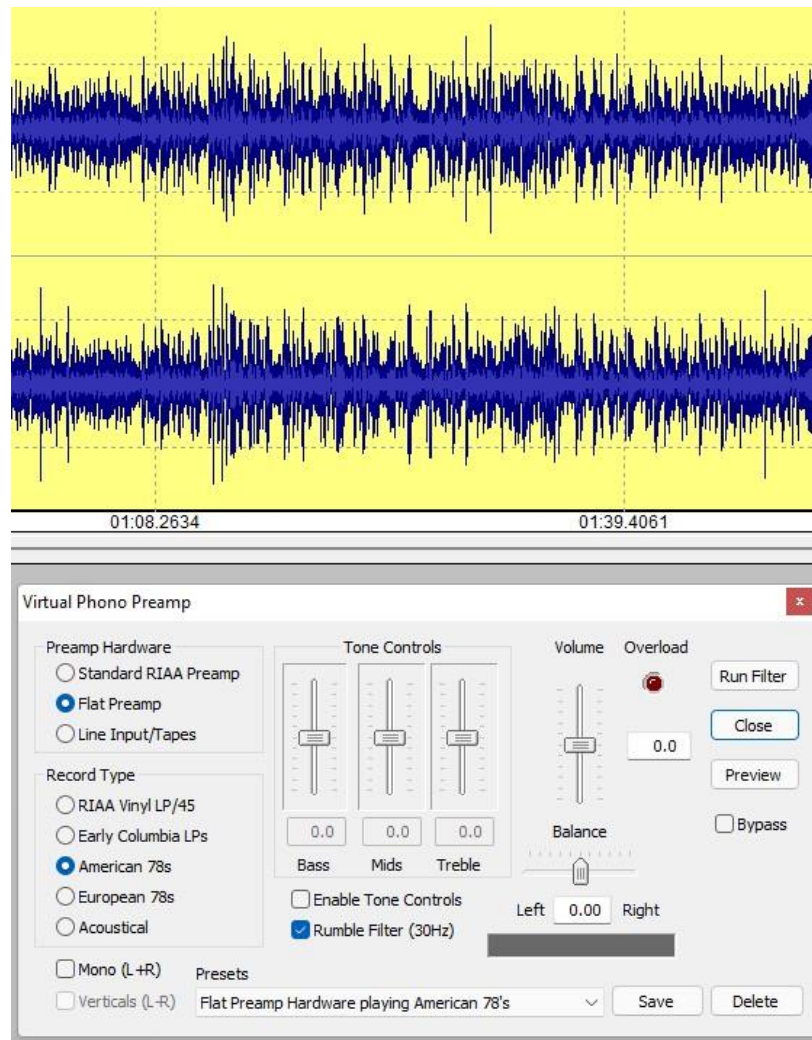 01:08.2634 01:39.4061
Virtual Phono Preamp
x
Preamp Hardware
Standard RIAA Preamp
Flat Preamp
Line Input/Tapes
Record Type
RIAA Vinyl LP/45
Early Columbia LPs
American 78s
European 78s
Acoustical
Mono (L+R)
Verticals (L-R)
Tone Controls
0.0 0.0 0.0
Bass Mids Treble
Enable Tone Controls
Rumble Filter (30Hz)
Volume Overload
0.0
Balance
Left 0.00 Right
Run Filter
Close
Preview
Bypass
Presets
Flat Preamp Hardware playing American 78's
Save Delete